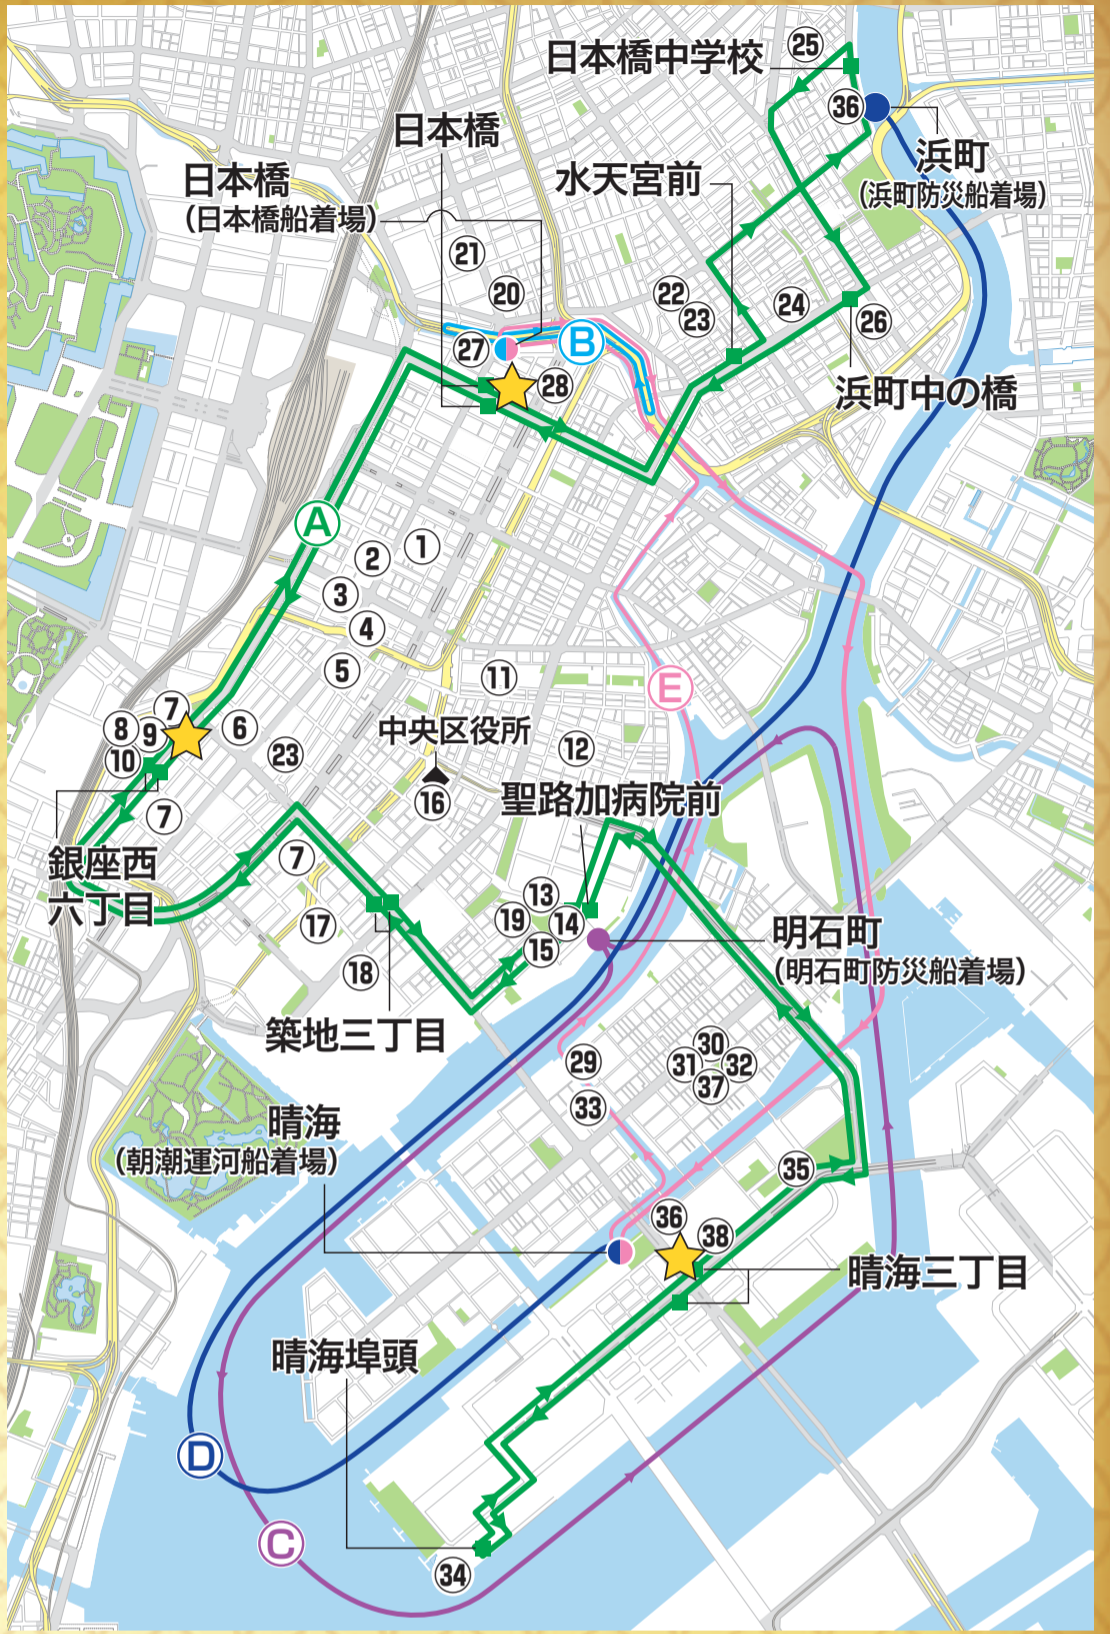 日本橋中学校
㉕
㊱
日本橋
浜町
(浜町防災船着場)
日本橋
(日本橋船着場)
水天宮前
㉑
⑳
㉒
㉓
㉔
㉖
㉗
B
㉘
浜町中の橋
A
①
②
③
④
⑤
⑪
E
⑦
⑧
⑨
⑥
⑩
㉓
中央区役所
⑫
⑯
聖路加病院前
⑦
銀座西
六丁目
⑦
⑬
⑲
⑭
⑮
⑰
⑱
明石町
(明石町防災船着場)
築地三丁目
㉙
㉚
㉛
㉜
㊲
㉝
晴海
(朝潮運河船着場)
㉟
㊱
㊳
晴海三丁目
晴海埠頭
D
C
㉞